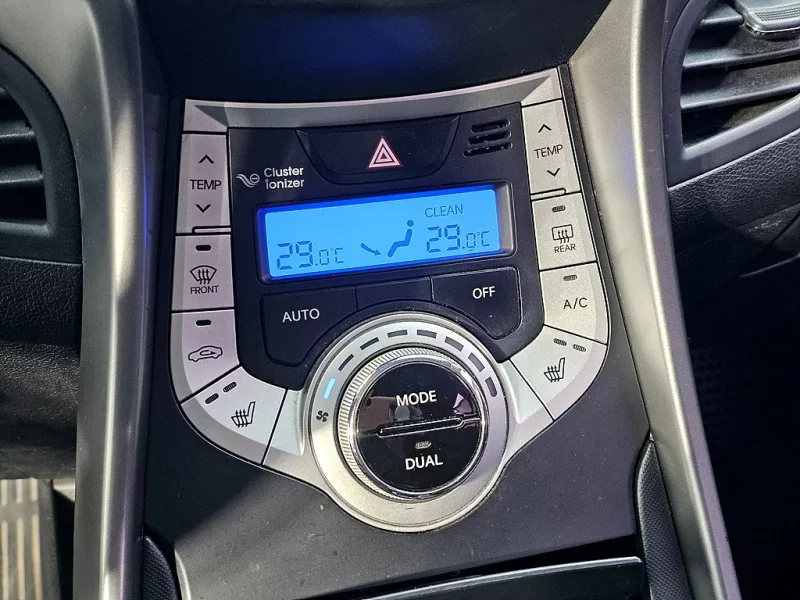 TEMP
Cluster
ionizer
TEMP
CLEAN
29.0°C
29.0°C
FRONT
REAR
AUTO
OFF
A/C
MODE
DUAL